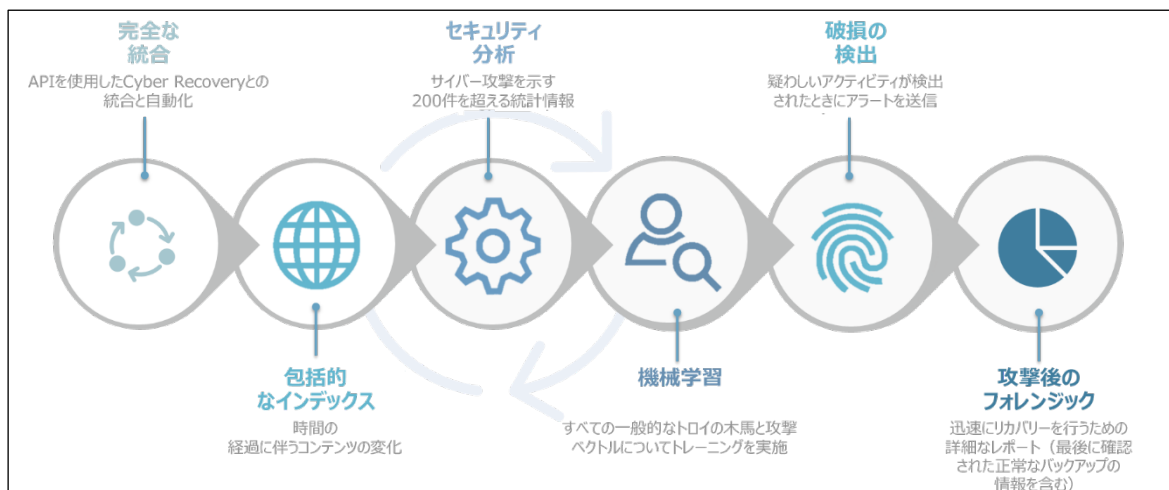 完全な
統合
APIを使用したCyber Recoveryとの
統合と自動化
包括的
なインデックス
時間の
経過に伴うコンテンツの変化
セキュリティ
分析
サイバー攻撃を示す
200件を超える統計情報
機械学習
すべての一般的なトロイの木馬と攻撃
ベクトルについてトレーニングを実施
破損の
検出
疑わしいアクティビティが検出
されたときにアラートを送信
攻撃後の
フォレンジック
迅速にリカバリーを行うための
詳細なレポート（最後に確認
された正常なバックアップの
情報を含む）